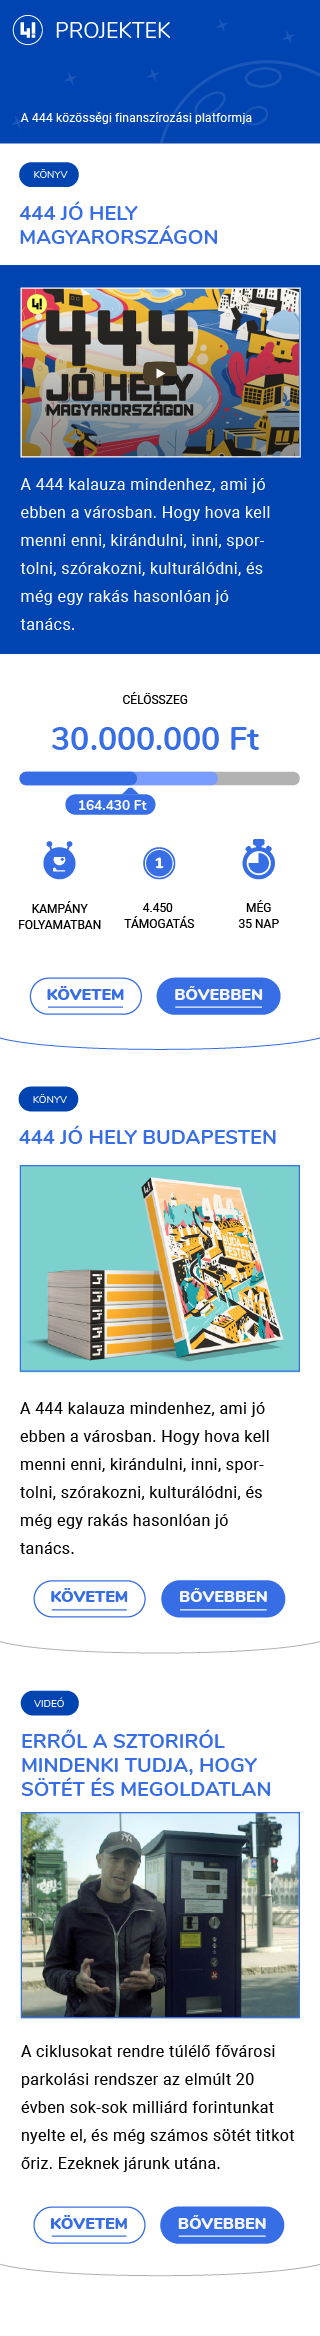 4! PROJEKTEK
A 444 közösségi finanszírozási platformja
KÖNYV
444 JÓ HELY
MAGYARORSZÁGON
4!
444
JÓ HELY
MAGYARORSZÁGON
A 444 kalauza mindenhez, ami jó
ebben a városban. Hogy hova kell
menni enni, kirándulni, inni, spor-
tolni, szórakozni, kulturálódni, és
még egy rakás hasonlóan jó
tanács.
CÉLÖSSZEG
30.000.000 Ft
164.430 Ft
1
KAMPÁNY
FOLYAMATBAN
4.450
TÁMOGATÁS
MÉG
35 NAP
KÖVETEM
BŐVEBBEN
KÖNYV
444 JÓ HELY BUDAPESTEN
A 444 kalauza mindenhez, ami jó
ebben a városban. Hogy hova kell
menni enni, kirándulni, inni, spor-
tolni, szórakozni, kulturálódni, és
még egy rakás hasonlóan jó
tanács.
KÖVETEM
BŐVEBBEN
VIDEÓ
ERRŐL A SZTORIRÓL
MINDENKI TUDJA, HOGY
SÖTÉT ÉS MEGOLDATLAN
A ciklusokat rendre túlélő fővárosi
parkolási rendszer az elmúlt 20
évben sok-sok milliárd forintunkat
nyelte el, és még számos sötét titkot
őriz. Ezeknek járunk utána.
KÖVETEM
BŐVEBBEN